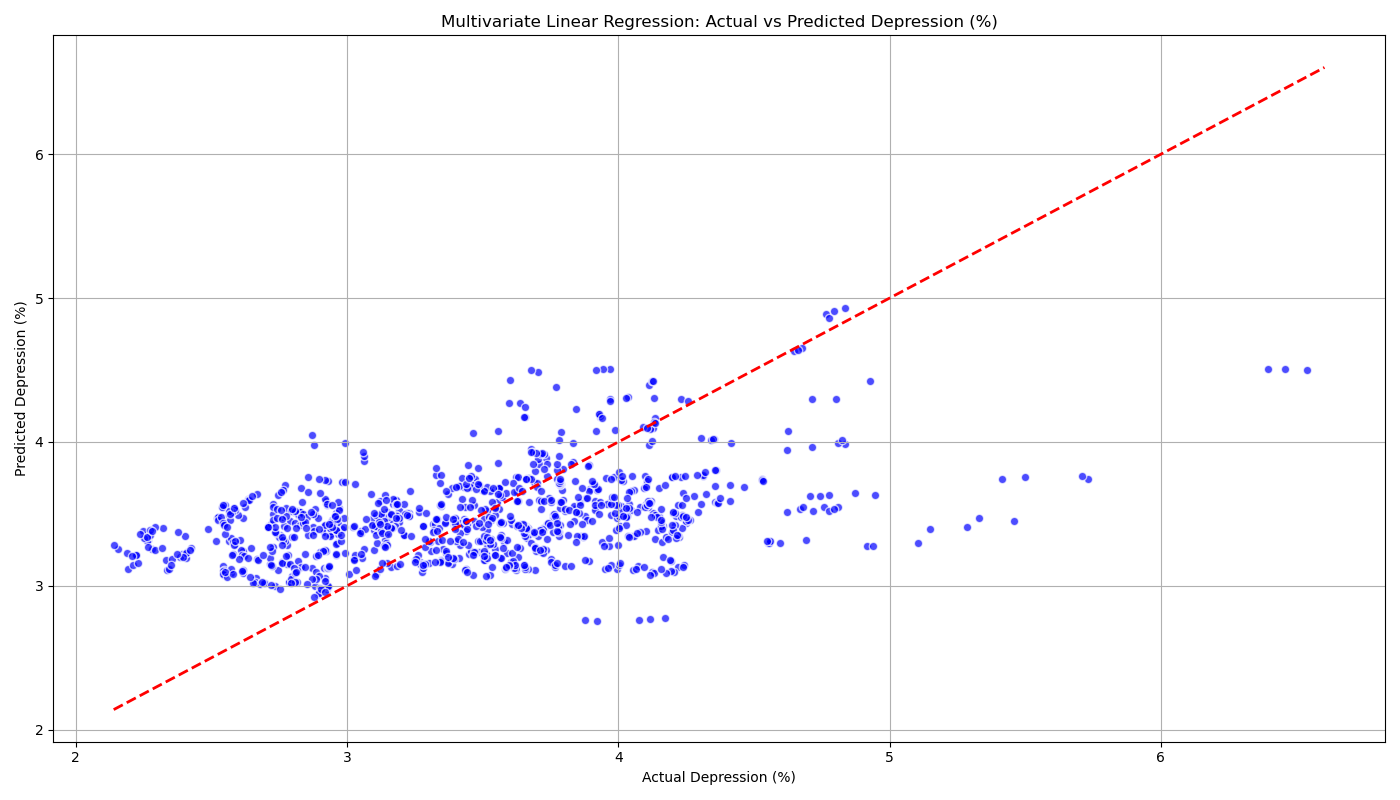 Multivariate Linear Regression: Actual vs Predicted Depression (%)
Predicted Depression (%)
6
5
4
3
2
2 3 4 5 6
Actual Depression (%)